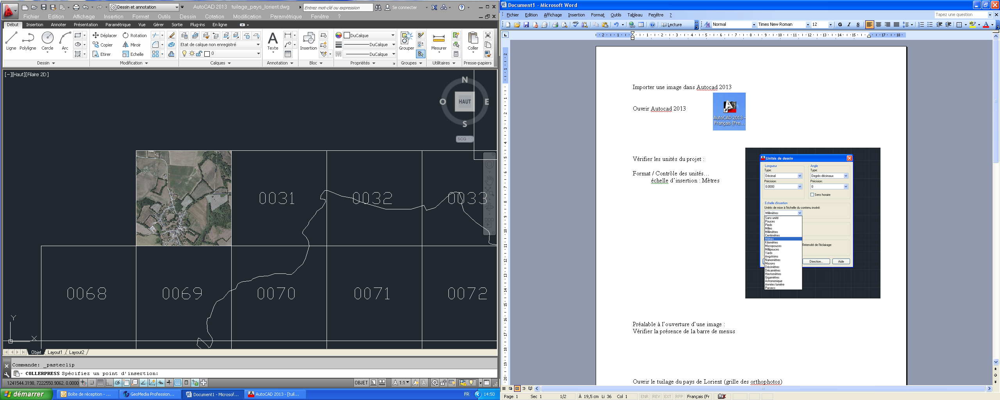 Dessin et annotation
AutoCAD 2013 tuilage_pays_lorient.dwg
Entrez mot-clé ou expression
Se connecter
Fichier Edition Affichage Insertion Format Outils Dessin Cotation Modification Paramétrique Fenêtre ?
Début Insertion Annoter Présentation Paramétrique Vue Gérer Sortie Plug-ins En ligne
Ligne Polyligne Cercle Arc
Déplacer Rotation
Copier Miroir
Etirer Echelle
Etat de calque non enregistré
0
Texte
Insertion
DuCalque
DuCalque
DuCalque
Grouper
Mesurer
Coller
Dessin Modification Calques Annotation Bloc Propriétés Groupes Utilitaires Presse-papiers
[−][Haut][Filaire 2D]
N
O HAUT E
S
SCG
0031 0032 0033
0068 0069 0070 0071 0072
Y
X
Objet Layout1 Layout2
Commande: _pasteclip
COLLERPRESS Spécifiez un point d'insertion:
1241544.3198, 7222550.9062, 0.0000
OBJET
1:1
démarrer
Boîte de réception - ...
GeoMedia Profession...
Document1 - Microsof...
AutoCAD 2013 - [tuil...
FR
14:50
Document1 - Microsoft Word
Fichier Edition Affichage Insertion Format Outils Tableau Fenêtre ?
Tapez une question
Lecture
Normal
Times New Roman
12
G I S
Importer une image dans Autocad 2013
Ouvrir Autocad 2013
AutoCAD 2013 -
Français (Fre...
Vérifier les unités du projet :
Format / Contrôle des unités...
échelle d'insertion : Mètres
Unités de dessin
Longueur
Type:
Décimal
Précision:
0.0000
Angle
Type:
Degrés décimaux
Précision:
0
Sens horaire
Echelle d'insertion
Unités de mise à l'échelle du contenu inséré:
Millimètres
Sans unité
Pouces
Pieds
Milles
Millimètres
Centimètres
Mètres
Kilomètres
Micropouces
Millipouces
Yards
Angströms
Nanomètres
Microns
Décimètres
Décamètres
Hectomètres
Gigamètres
Astronomique
Années lumière
Parsecs
l'intensité de l'éclairage:
Direction...
Aide
Préalable à l'ouverture d'une image :
Vérifier la présence de la barre de menus
Ouvrir le tuilage du pays de Lorient (grille des orthophotos)
Page 1 Sec 1 1/2 À 19,5 cm Li 36 Col 1 ENR REV EXT RFP Français (Fr